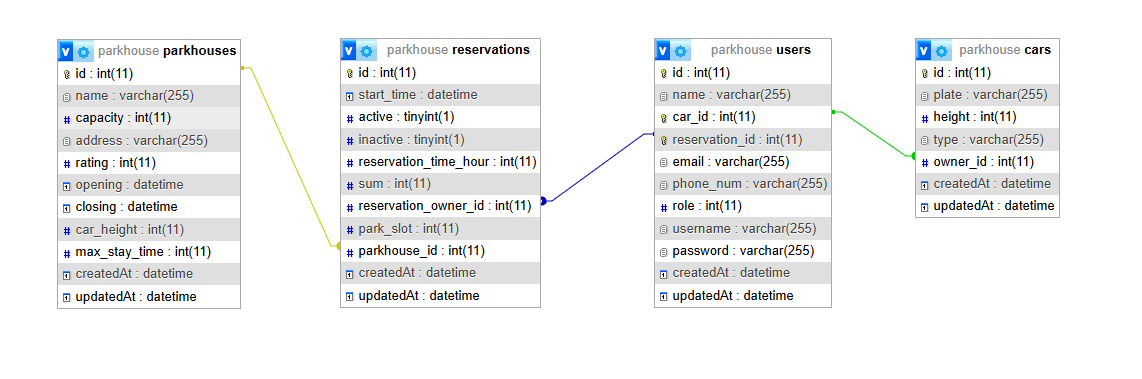 v parkhouse parkhouses
id : int(11)
name : varchar(255)
capacity : int(11)
address : varchar(255)
rating : int(11)
opening : datetime
closing : datetime
car_height : int(11)
max_stay_time : int(11)
createdAt : datetime
updatedAt : datetime
v parkhouse reservations
id : int(11)
start_time : datetime
active : tinyint(1)
inactive : tinyint(1)
reservation_time_hour : int(11)
sum : int(11)
reservation_owner_id : int(11)
park_slot : int(11)
parkhouse_id : int(11)
createdAt : datetime
updatedAt : datetime
v parkhouse users
id : int(11)
name : varchar(255)
car_id : int(11)
reservation_id : int(11)
email : varchar(255)
phone_num : varchar(255)
role : int(11)
username : varchar(255)
password : varchar(255)
createdAt : datetime
updatedAt : datetime
v parkhouse cars
id : int(11)
plate : varchar(255)
height : int(11)
type : varchar(255)
owner_id : int(11)
createdAt : datetime
updatedAt : datetime